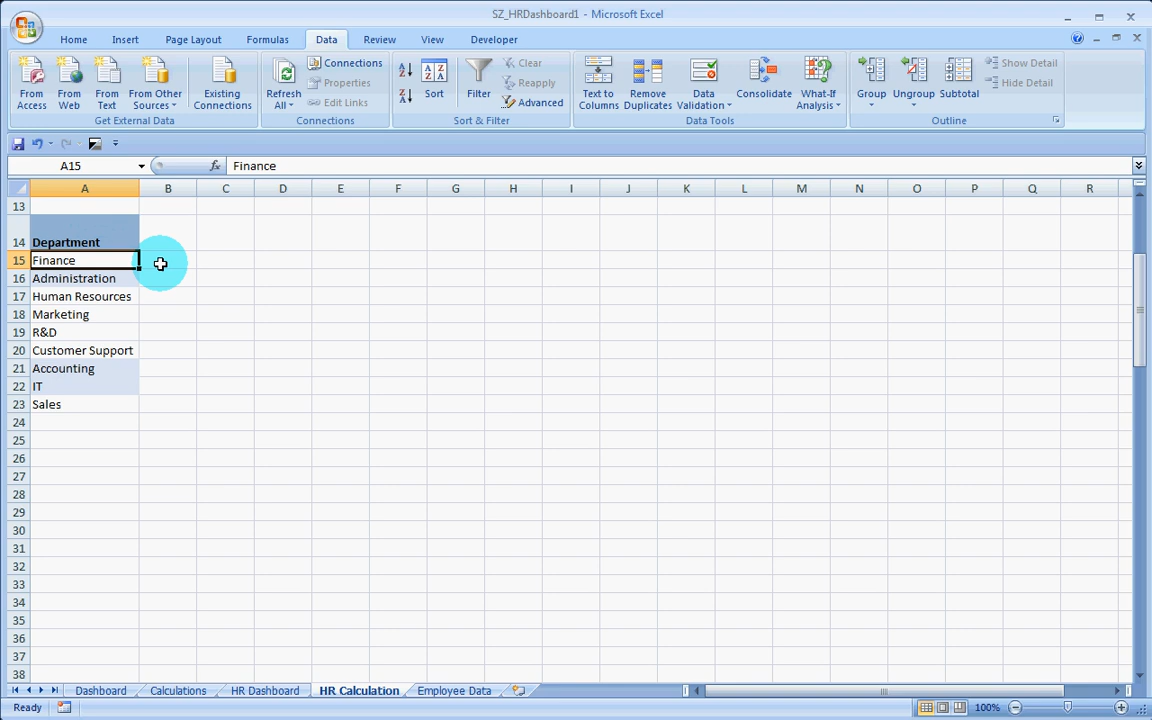 SZ_HRDashboard1 - Microsoft Excel
Home Insert Page Layout Formulas Data Review View Developer
From Access
From Web
From Text
From Other Sources
Existing Connections
Get External Data
Refresh All
Connections
Properties
Edit Links
Connections
Sort
Filter
Clear
Reapply
Advanced
Sort & Filter
Text to Columns
Remove Duplicates
Data Validation
Consolidate
What-If Analysis
Data Tools
Group
Ungroup
Subtotal
Show Detail
Hide Detail
Outline
A15 fx Finance
A B C D E F G H I J K L M N O P Q R
13
14 Department
15 Finance
16 Administration
17 Human Resources
18 Marketing
19 R&D
20 Customer Support
21 Accounting
22 IT
23 Sales
24
25
26
27
28
29
30
31
32
33
34
35
36
37
38
Dashboard Calculations HR Dashboard HR Calculation Employee Data
Ready 100%